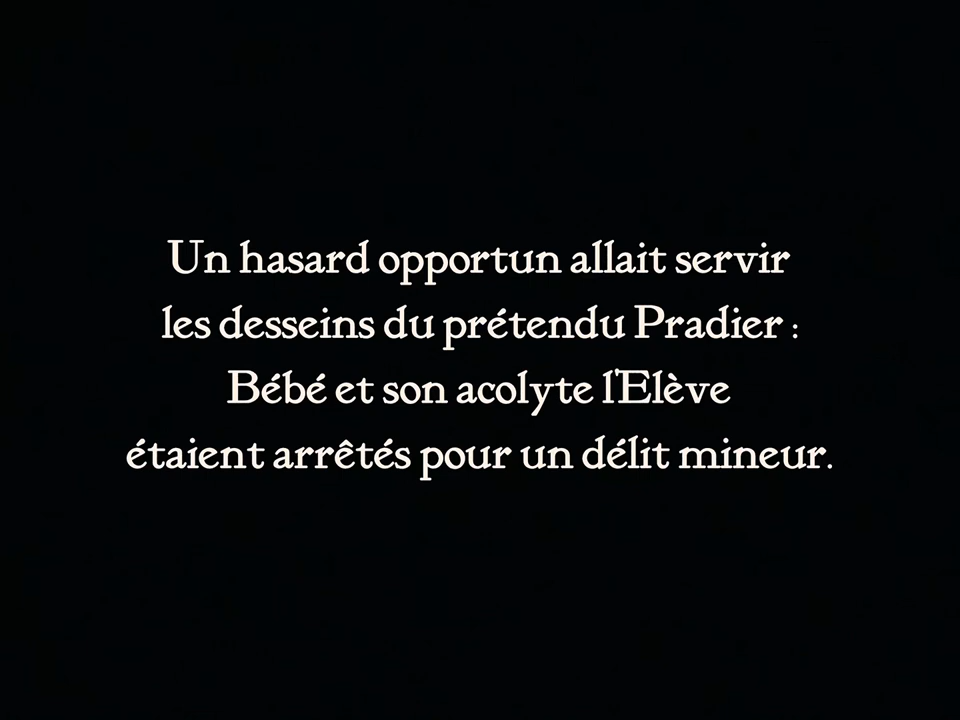 Un hasard opportun allait servir
les desseins du prétendu Pradier :
Bébé et son acolyte l'Elève
étaient arrêtés pour un délit mineur.